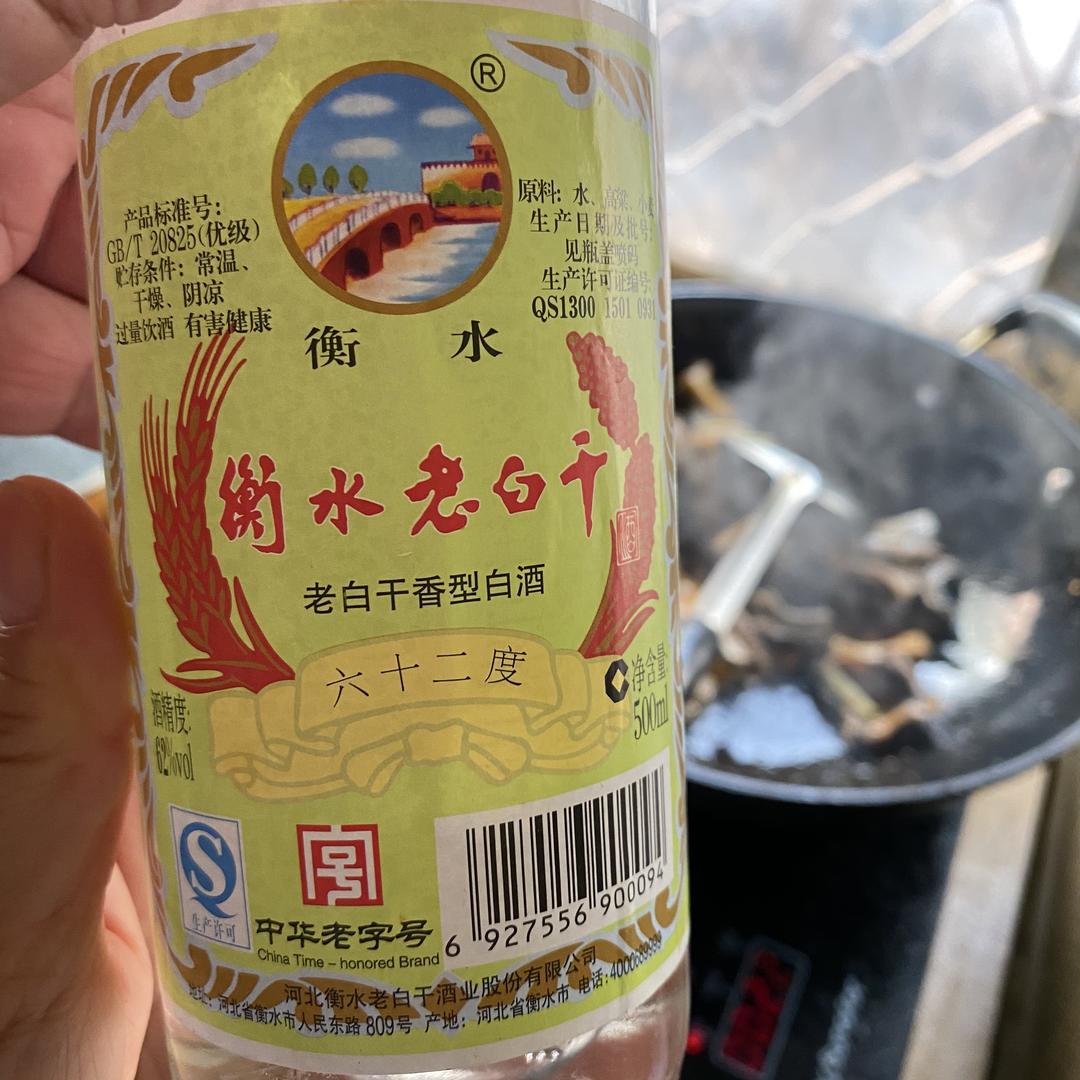 ®
产品标准号:
GB/T 20825(优级)
贮存条件: 常温、
干燥、阴凉
过量饮酒 有害健康
原料: 水、高粱、小麦
生产日期及批号:
见瓶盖喷码
生产许可证编号:
QS1300 1501 0931
衡 水
衡水老白干
酒
老白干香型白酒
六十二度
酒精度:
62%vol
净含量:
500ml
生产许可
中华老字号
China Time – honored Brand
6 927556 900094
河北衡水老白干酒业股份有限公司
地址: 河北省衡水市人民东路 809号 产地: 河北省衡水市 电话:4000689999